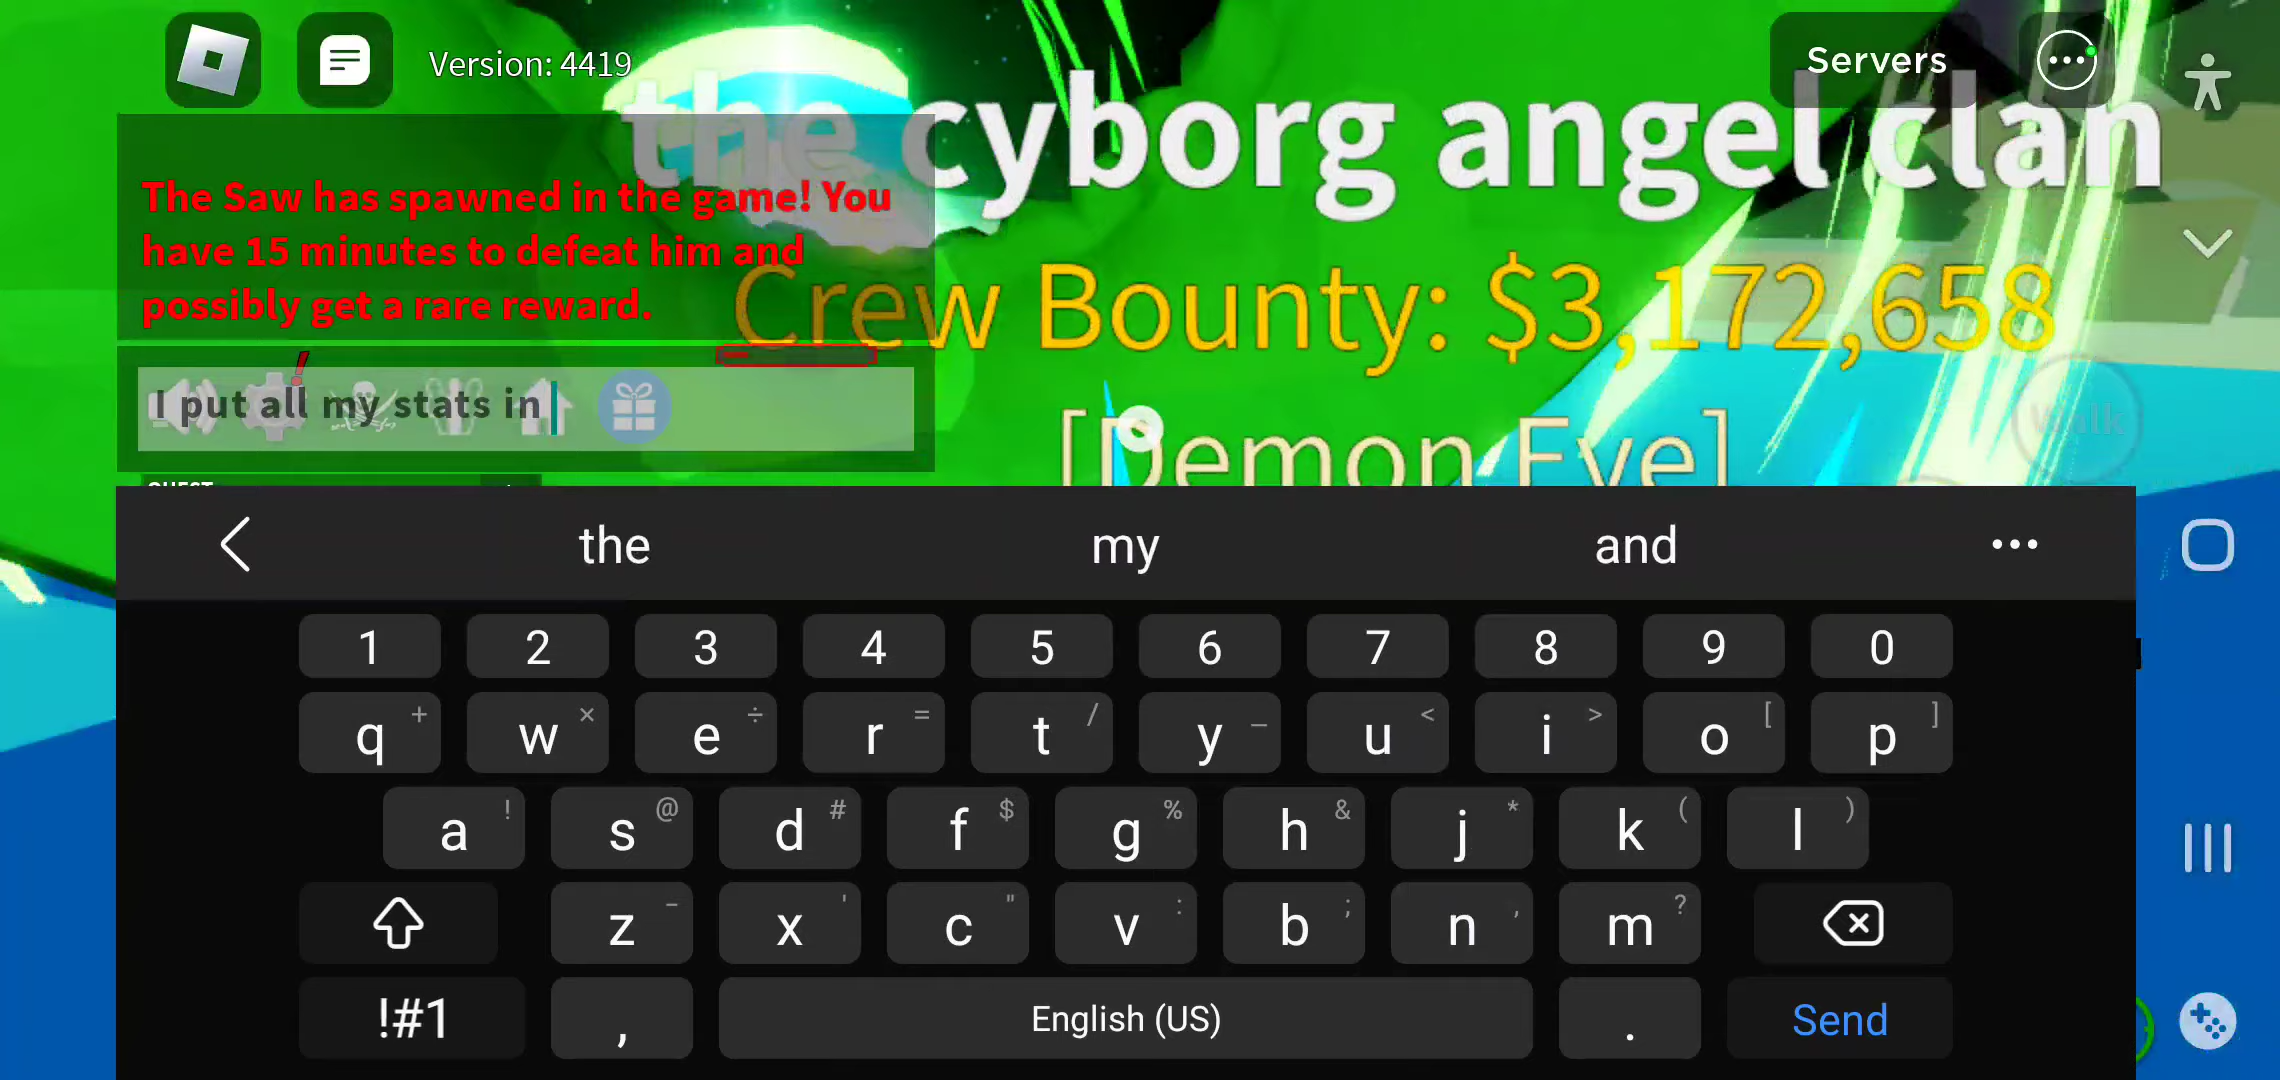 Version: 4419
Servers
the cyborg angel clan
The Saw has spawned in the game! You
have 15 minutes to defeat him and
possibly get a rare reward.
Crew Bounty: $3,172,658
I put all my stats in
[Demon Eye]
Walk
QUEST
the my and
1 2 3 4 5 6 7 8 9 0
q + w × e ÷ r = t / y _ u < i > o [ p ]
a ! s @ d # f $ g % h & j * k ( l )
z - x ' c " v : b ; n , m ?
!#1 , English (US) . Send